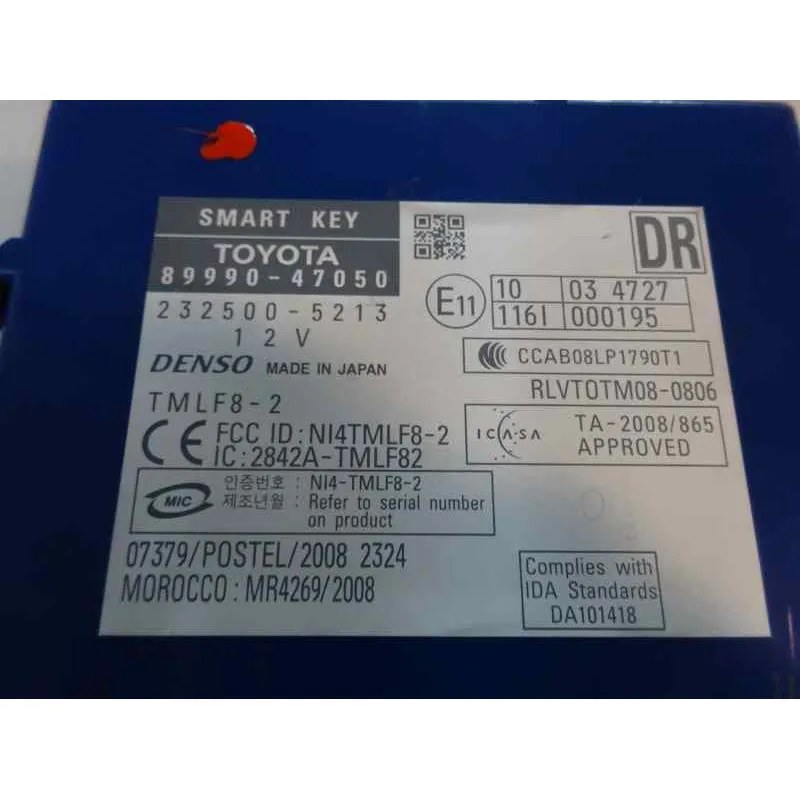 SMART KEY
TOYOTA
89990-47050
232500-5213
12V
DENSO MADE IN JAPAN
TMLF8-2
CE FCC ID:NI4TMLF8-2
IC:2842A-TMLF82
MIC 인증번호 : NI4-TMLF8-2
제조년월 : Refer to serial number
on product
07379/POSTEL/2008 2324
MOROCCO : MR4269/2008
DR
E11
10 03 4727
116I 000195
CCAB08LP1790T1
RLVTOTM08-0806
ICASA TA-2008/865
APPROVED
Complies with
IDA Standards
DA101418